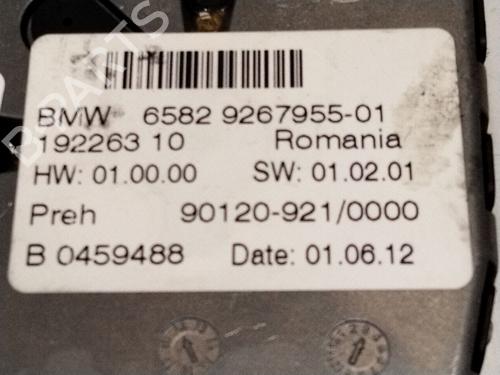 BMW 6582 9267955-01
192263 10 Romania
HW: 01.00.00 SW: 01.02.01
Preh 90120-921/0000
B 0459488 Date: 01.06.12